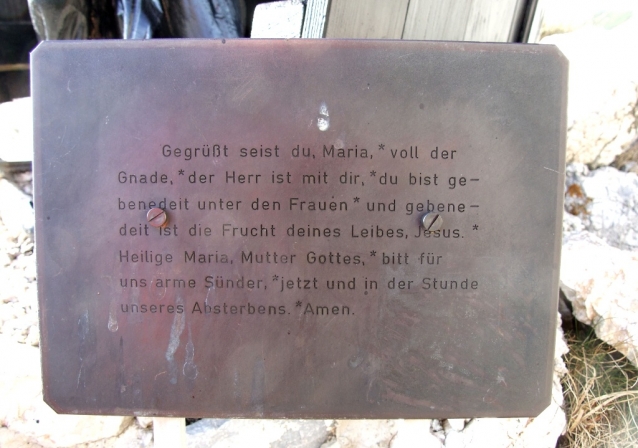 Gegrüßt seist du, Maria,* voll der
Gnade,*der Herr ist mit dir,*du bist ge-
benedeit unter den Frauen* und gebene-
deit ist die Frucht deines Leibes, Jesus.*
Heilige Maria, Mutter Gottes,* bitt für
uns arme Sünder,*jetzt und in der Stunde
unseres Absterbens.*Amen.